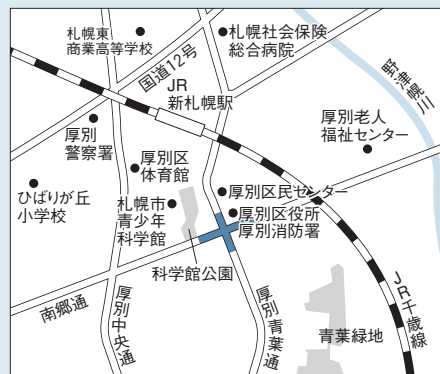 札幌東
商業高等学校
札幌社会保険
総合病院
国道12号
野津幌川
JR
新札幌駅
厚別
警察署
厚別老人
福祉センター
厚別区
体育館
ひばりが丘
小学校
札幌市
青少年
科学館
厚別区民センター
厚別区役所
厚別消防署
科学館公園
南郷通
厚別中央通
厚別青葉通
青葉緑地
JR千歳線